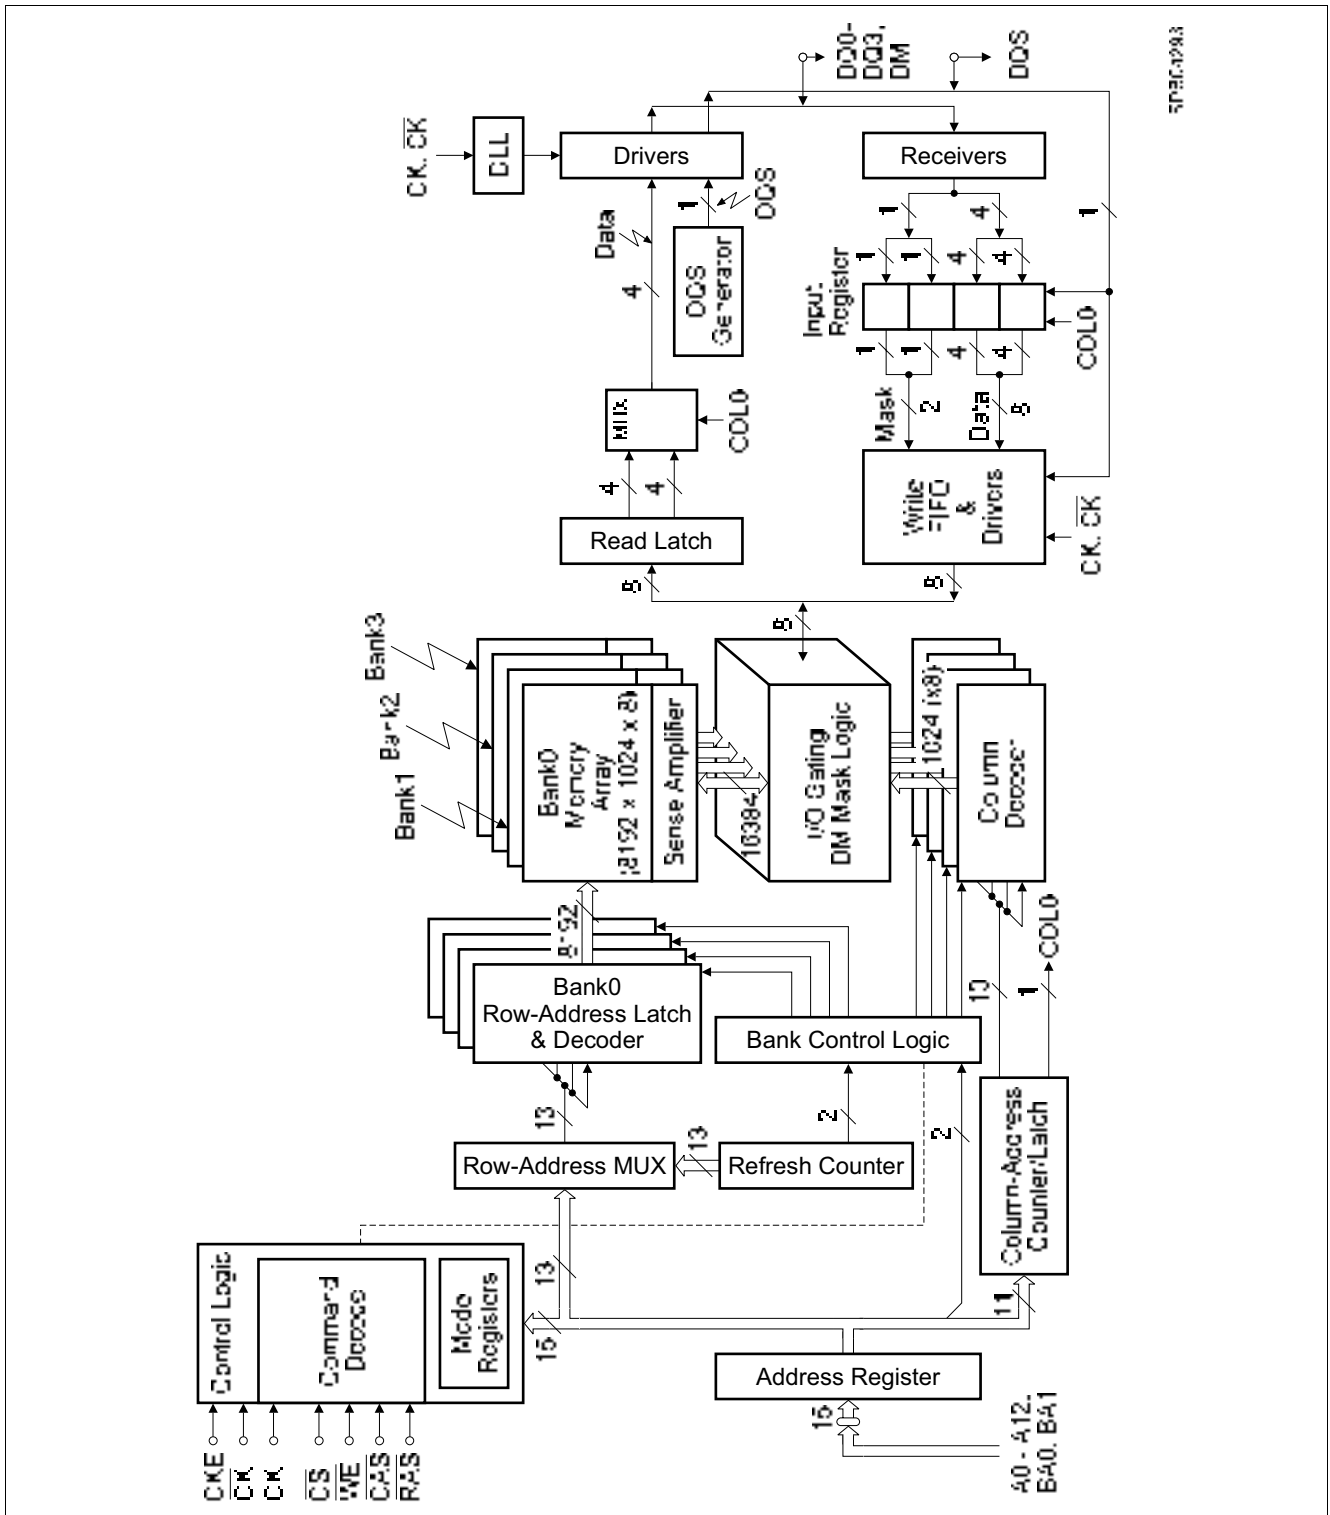 DQ0-
DQ3,
DM
DQS
CK, CK
DLL
Drivers
Receivers
Data
4
1
DQS
DQS
Generator
1
4
1
1
1
4
4
Input
Register
COL0
1
1
4
4
Mask
2
Data
8
MUX
COL0
4
4
Write
FIFO
&
Drivers
CK, CK
Read Latch
8
8
8
Bank3
Bank2
Bank1
Bank0
Memory
Array
(8192 x 1024 x 8)
Sense Amplifier
16384
I/O Gating
DM Mask Logic
1024 (x8)
Column
Decoder
8192
Bank0
Row-Address Latch
& Decoder
Bank Control Logic
10
1
COL0
13
2
2
Row-Address MUX
13
Refresh Counter
Column-Address
Counter/Latch
Control Logic
Command
Decode
Mode
Registers
13
15
11
Address Register
15
CKE
CK
CK
CS
WE
CAS
RAS
A0 - A12,
BA0, BA1